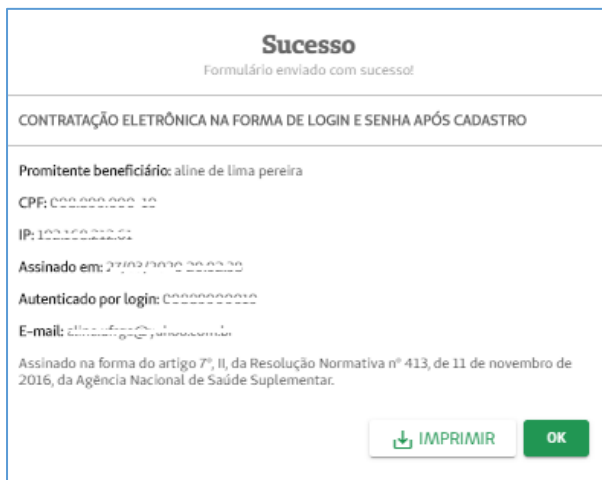 Sucesso
Formulário enviado com sucesso!
CONTRATAÇÃO ELETRÔNICA NA FORMA DE LOGIN E SENHA APÓS CADASTRO
Promitente beneficiário: aline de lima pereira
CPF:
IP:
Assinado em:
Autenticado por login:
E-mail:
Assinado na forma do artigo 7º, II, da Resolução Normativa nº 413, de 11 de novembro de
2016, da Agência Nacional de Saúde Suplementar.
IMPRIMIR
OK